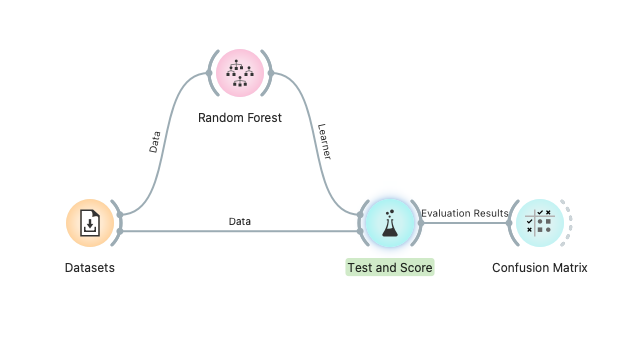 Random Forest
Data
Learner
Data
Evaluation Results
Datasets
Test and Score
Confusion Matrix